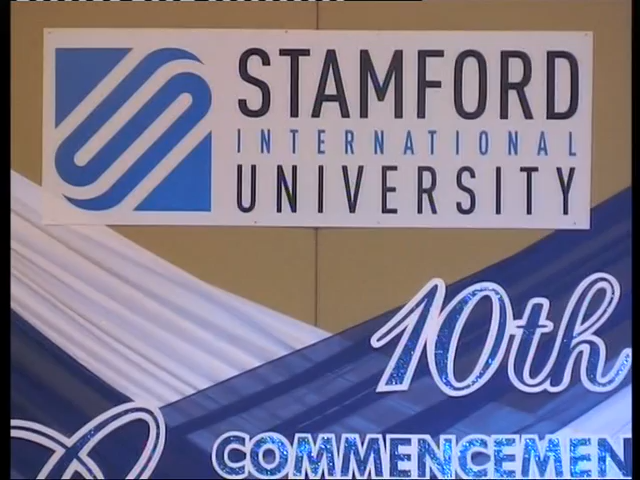 STAMFORD
INTERNATIONAL
UNIVERSITY
10th
COMMENCEMEN